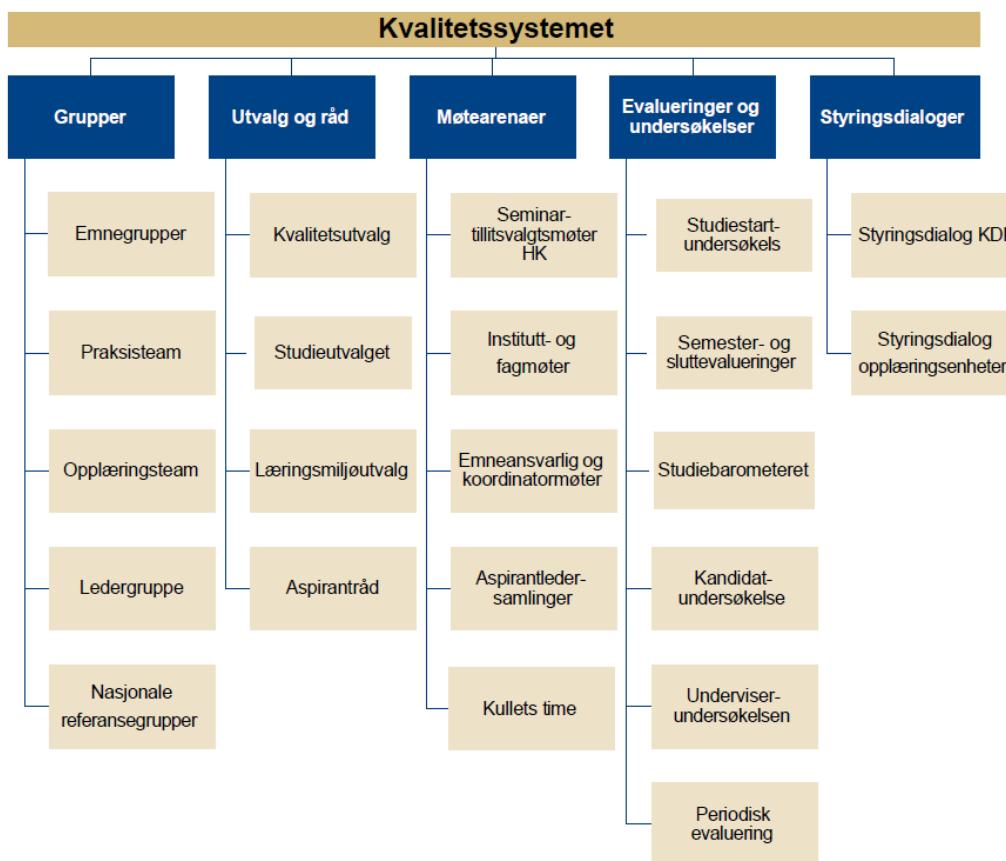 Kvalitetssystemet
Grupper
Emnegrupper
Praksisteam
Opplæringsteam
Ledergruppe
Nasjonale
referansegrupper
Utvalg og råd
Kvalitetsutvalg
Studieutvalget
Læringsmiljøutvalg
Aspirantråd
Møtearenaer
Seminar-
tillitsvalgtsmøter
HK
Institutt- og
fagmøter
Emneansvarlig og
koordinatormøter
Aspirantleder-
samlinger
Kullets time
Evalueringer og
undersøkelser
Studiestart-
undersøkels
Semester- og
sluttevalueringer
Studiebarometeret
Kandidat-
undersøkelse
Underviser-
undersøkelsen
Periodisk
evaluering
Styringsdialoger
Styringsdialog KDI
Styringsdialog
opplæringsenheter